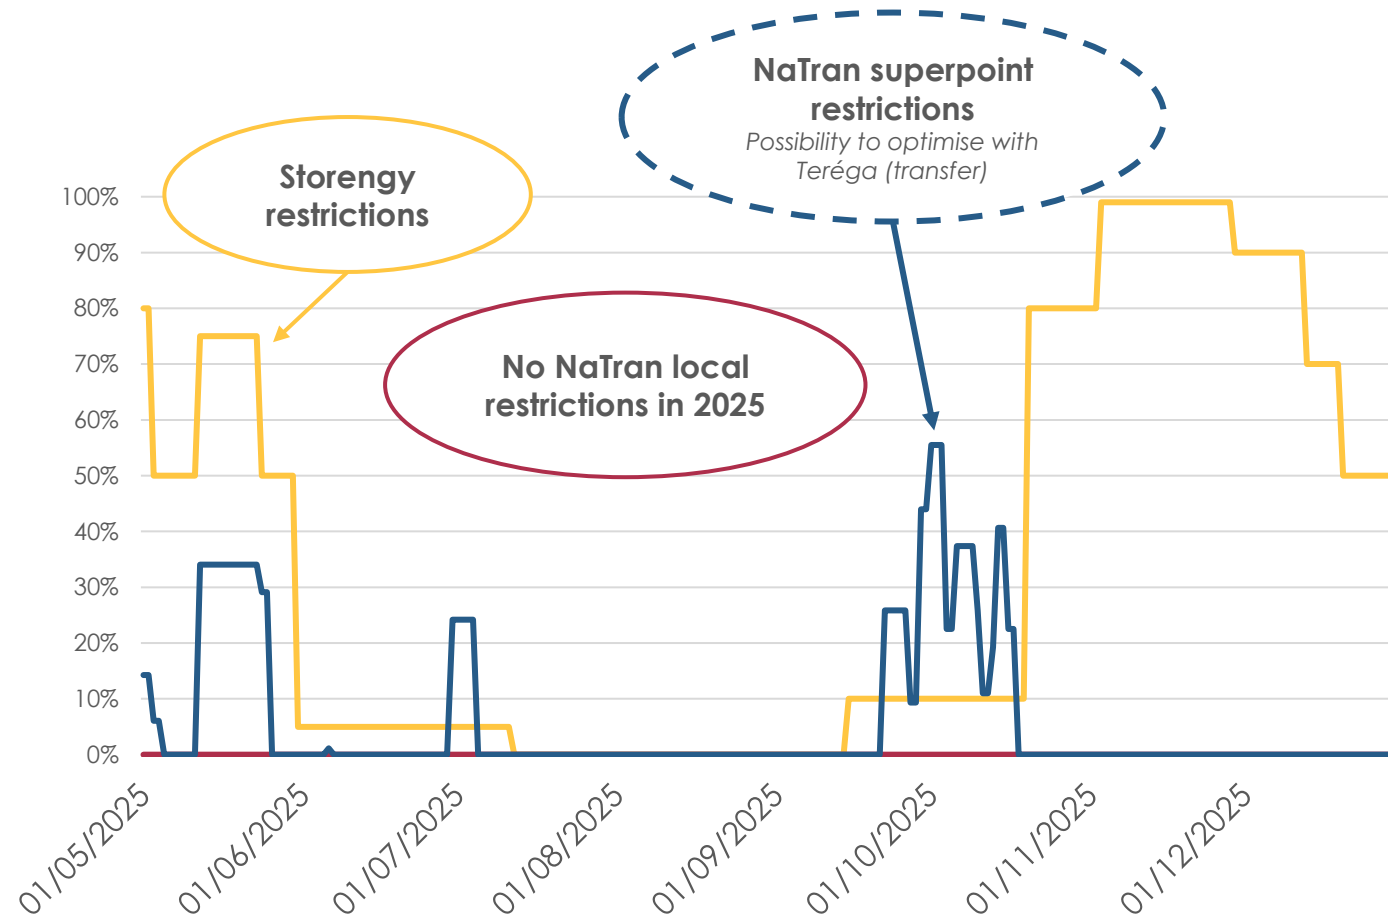 NaTran superpoint
restrictions
Possibility to optimise with
Teréga (transfer)
Storengy
restrictions
No NaTran local
restrictions in 2025
100%
90%
80%
70%
60%
50%
40%
30%
20%
10%
0%
01/05/2025
01/06/2025
01/07/2025
01/08/2025
01/09/2025
01/10/2025
01/11/2025
01/12/2025